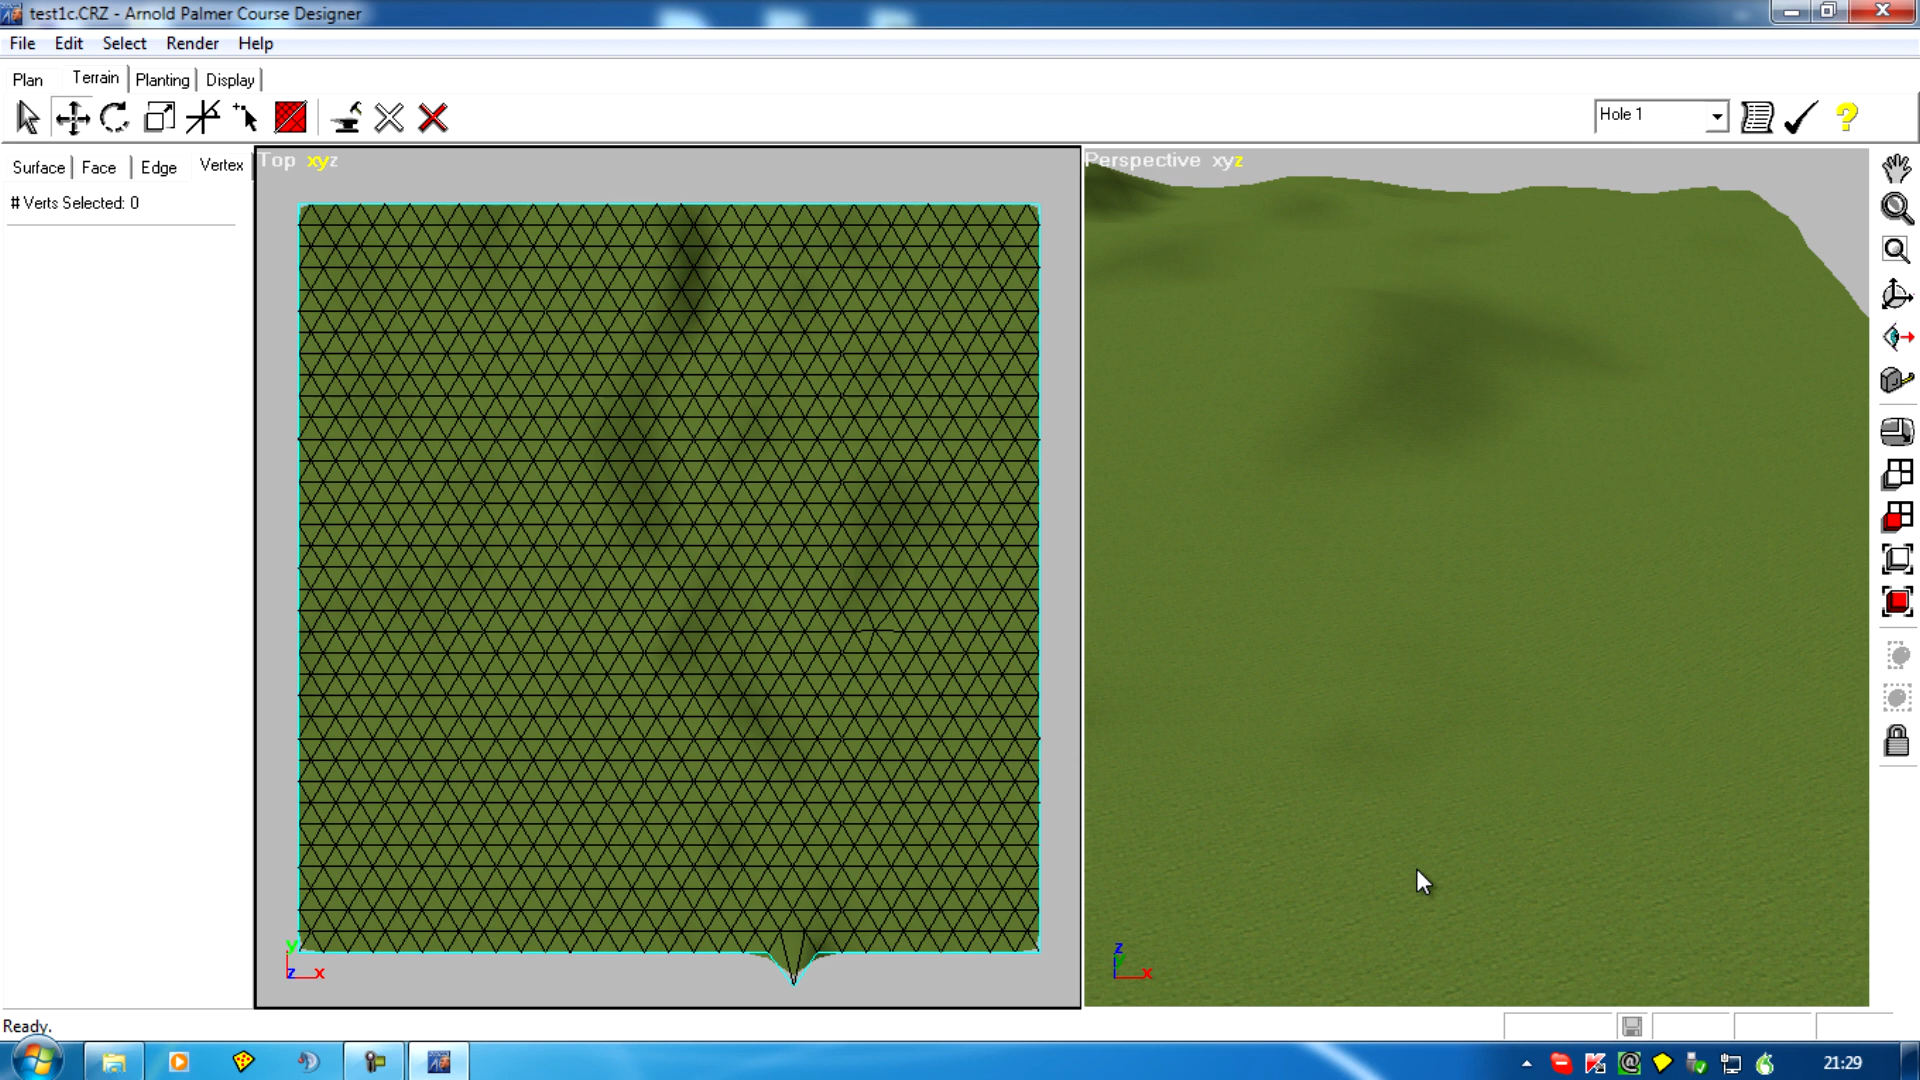 test1c.CRZ - Arnold Palmer Course Designer
File Edit Select Render Help
Plan Terrain Planting Display
Hole 1
Surface Face Edge Vertex
# Verts Selected: 0
Top xyz
Perspective xyz
Y
z x
z
x
Ready.
21:29